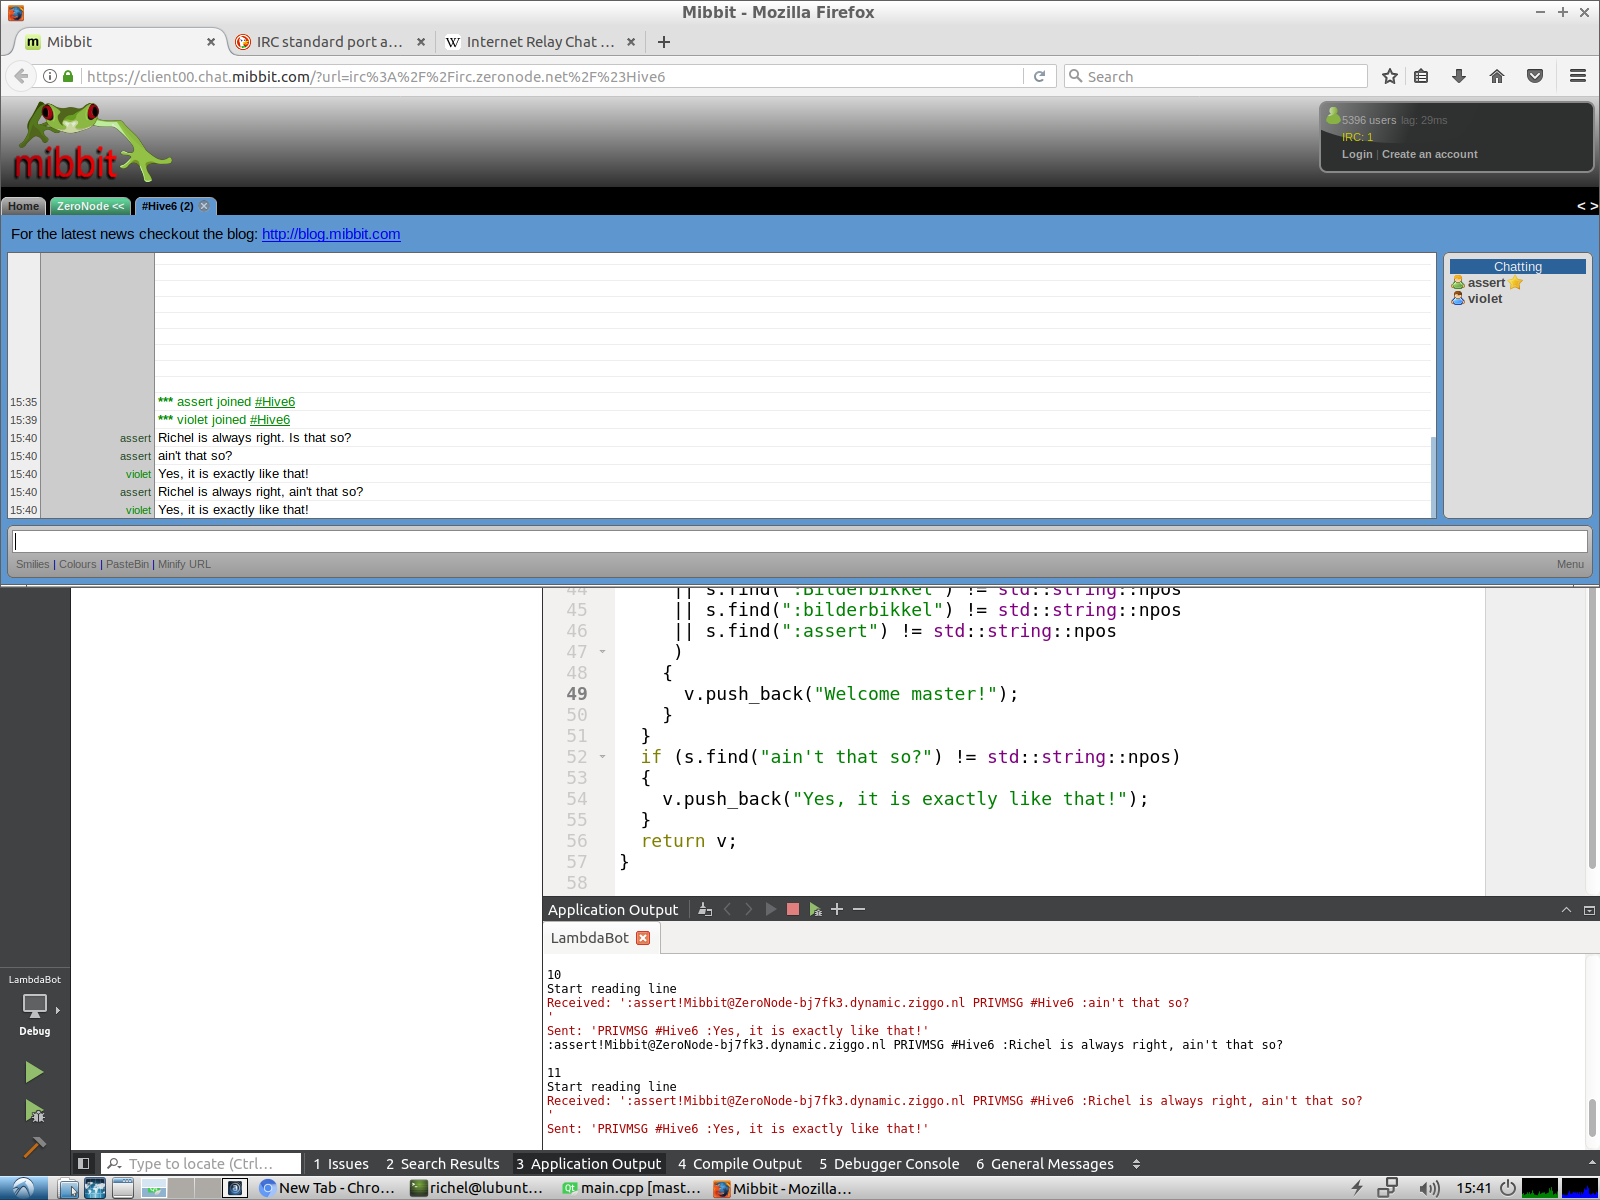 Mibbit - Mozilla Firefox
Mibbit
IRC standard port a...
Internet Relay Chat ...
https://client00.chat.mibbit.com/?url=irc%3A%2F%2Firc.zeronode.net%2F%23Hive6
Search
mibbit
5396 users lag: 29ms
IRC: 1
Login | Create an account
Home
ZeroNode <<
#Hive6 (2)
< >
For the latest news checkout the blog: http://blog.mibbit.com
Chatting
assert
violet
15:35 *** assert joined #Hive6
15:39 *** violet joined #Hive6
15:40 assert Richel is always right. Is that so?
15:40 assert ain't that so?
15:40 violet Yes, it is exactly like that!
15:40 assert Richel is always right, ain't that so?
15:40 violet Yes, it is exactly like that!
Smilies | Colours | PasteBin | Minify URL
Menu
44 || s.find(":Bilderbikkel") != std::string::npos
45 || s.find(":bilderbikkel") != std::string::npos
46 || s.find(":assert") != std::string::npos
47 )
48 {
49 v.push_back("Welcome master!");
50 }
51 }
52 if (s.find("ain't that so?") != std::string::npos)
53 {
54 v.push_back("Yes, it is exactly like that!");
55 }
56 return v;
57 }
58
Application Output
LambdaBot
10
Start reading line
Received: ':assert!Mibbit@ZeroNode-bj7fk3.dynamic.ziggo.nl PRIVMSG #Hive6 :ain't that so?
'
Sent: 'PRIVMSG #Hive6 :Yes, it is exactly like that!'
:assert!Mibbit@ZeroNode-bj7fk3.dynamic.ziggo.nl PRIVMSG #Hive6 :Richel is always right, ain't that so?
11
Start reading line
Received: ':assert!Mibbit@ZeroNode-bj7fk3.dynamic.ziggo.nl PRIVMSG #Hive6 :Richel is always right, ain't that so?
'
Sent: 'PRIVMSG #Hive6 :Yes, it is exactly like that!'
LambdaBot
Debug
Type to locate (Ctrl...
1 Issues
2 Search Results
3 Application Output
4 Compile Output
5 Debugger Console
6 General Messages
New Tab - Chro...
richel@lubunt...
main.cpp [mast...
Mibbit - Mozilla...
15:41